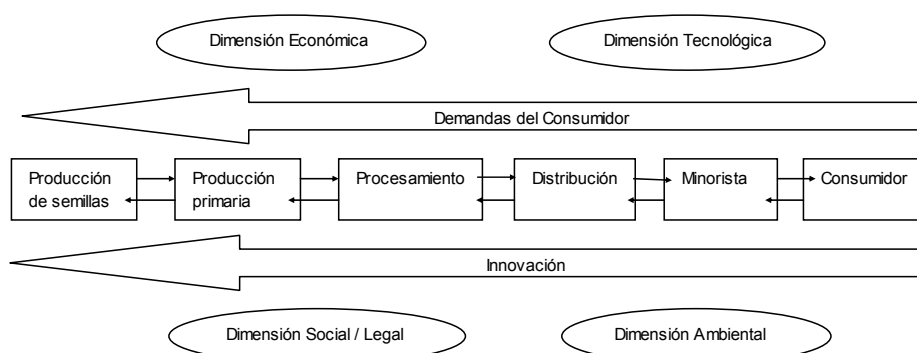 Dimensión Económica
Dimensión Tecnológica
Demandas del Consumidor
Producción
de semillas
Producción
primaria
Procesamiento
Distribución
Minorista
Consumidor
Innovación
Dimensión Social / Legal
Dimensión Ambiental